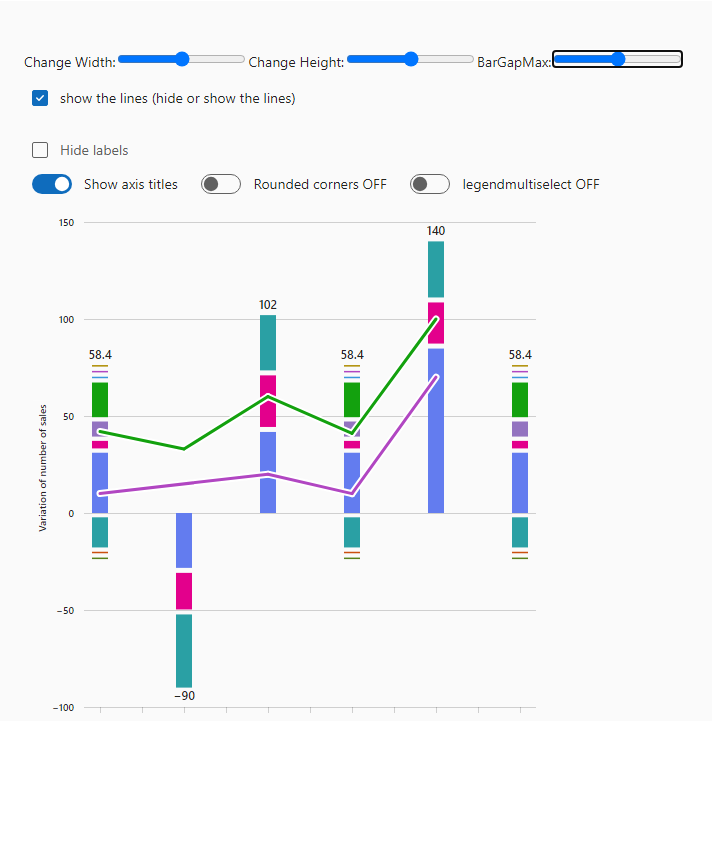 Change Width: Change Height: BarGapMax:
show the lines (hide or show the lines)
Hide labels
Show axis titles Rounded corners OFF legendmultiselect OFF
150
140
102
100
58.4 58.4 58.4
50
Variation of number of sales
0
−50
−90
−100